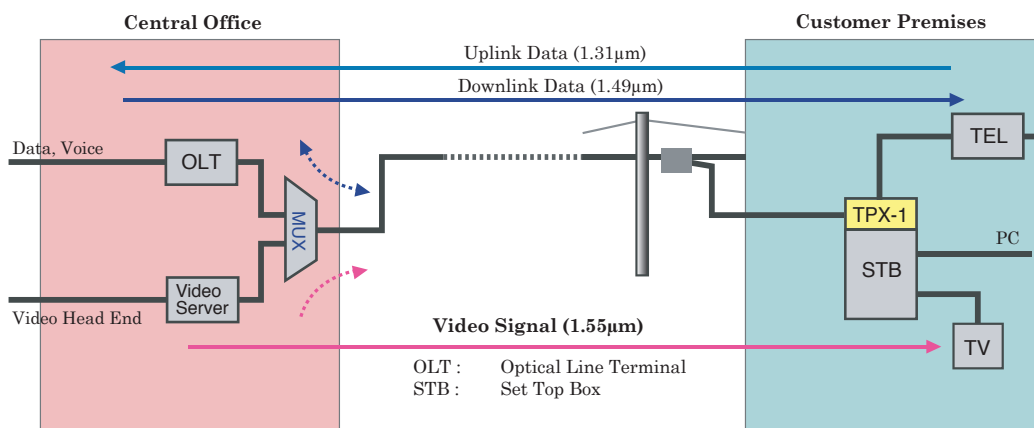 Central Office
Customer Premises
Uplink Data (1.31µm)
Downlink Data (1.49µm)
Data, Voice
OLT
TEL
MUX
TPX-1
STB
PC
Video
Server
Video Head End
Video Signal (1.55µm)
TV
OLT : Optical Line Terminal
STB : Set Top Box